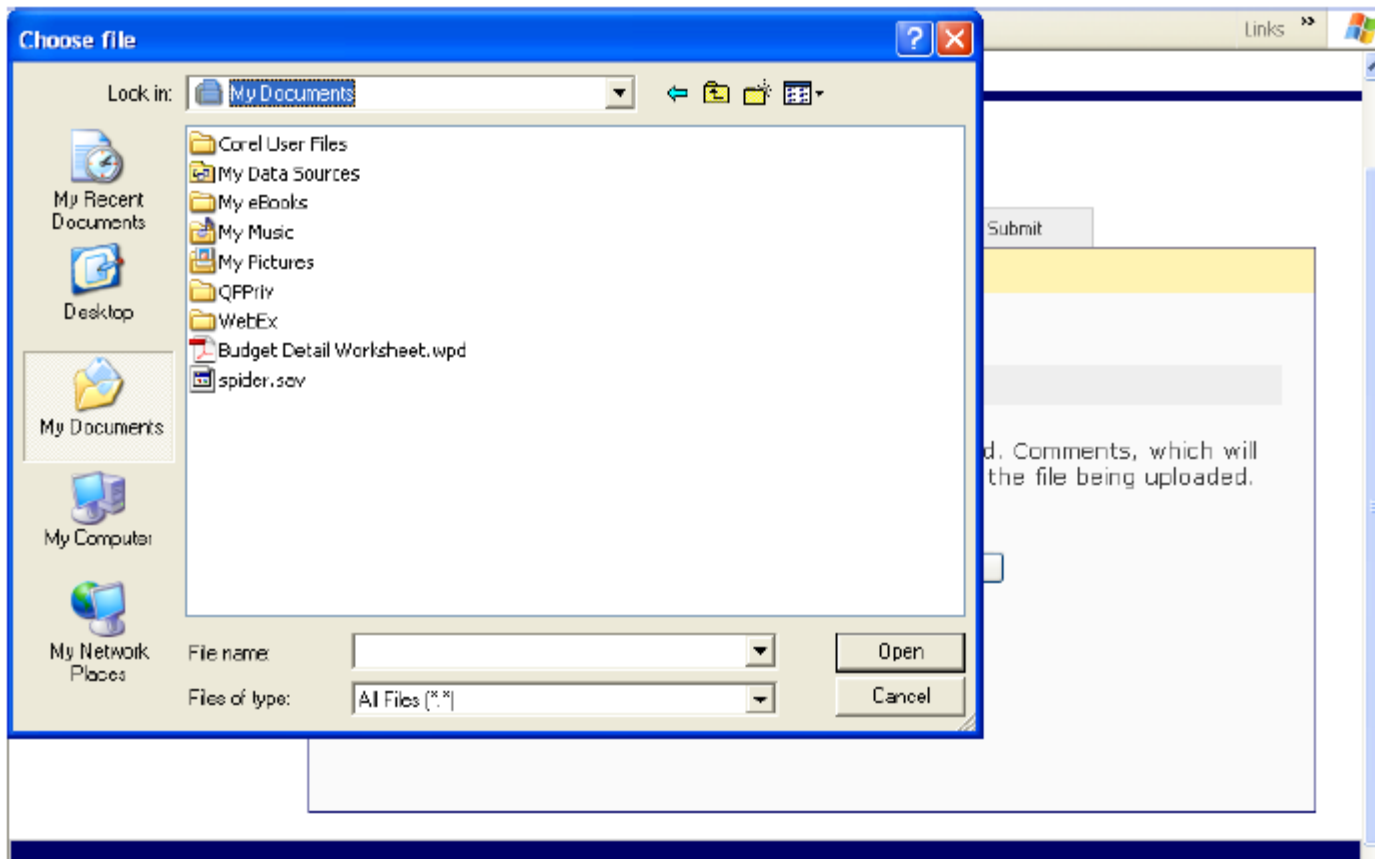 Choose file
Links »
Look in:
My Documents
Corel User Files
My Data Sources
My eBooks
My Music
My Pictures
QPPriv
WebEx
Budget Detail Worksheet.wpd
spider.sav
My Recent
Documents
Desktop
My Documents
My Computer
My Network
Places
File name:
Open
Files of type:
All Files (*.*)
Cancel
Submit
d. Comments, which will
the file being uploaded.